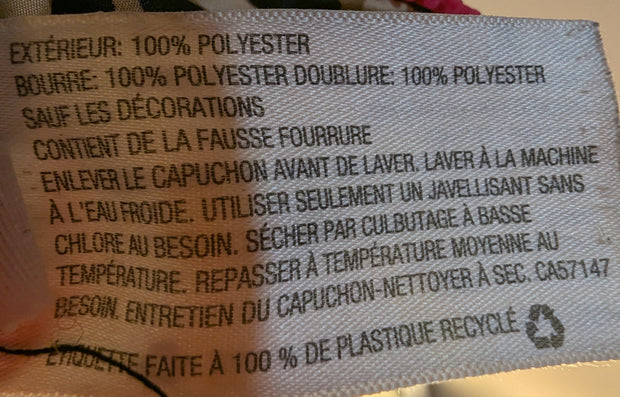 EXTÉRIEUR: 100% POLYESTER
BOURRE: 100% POLYESTER DOUBLURE: 100% POLYESTER
SAUF LES DÉCORATIONS
CONTIENT DE LA FAUSSE FOURRURE
ENLEVER LE CAPUCHON AVANT DE LAVER. LAVER À LA MACHINE
À L'EAU FROIDE. UTILISER SEULEMENT UN JAVELLISANT SANS
CHLORE AU BESOIN. SÉCHER PAR CULBUTAGE À BASSE
TEMPÉRATURE. REPASSER À TEMPÉRATURE MOYENNE AU
BESOIN. ENTRETIEN DU CAPUCHON-NETTOYER À SEC. CA57147
ÉTIQUETTE FAITE À 100 % DE PLASTIQUE RECYCLÉ